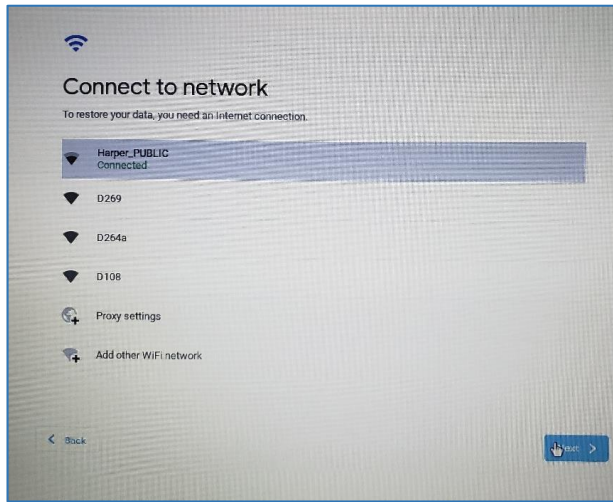 Connect to network
To restore your data, you need an Internet connection.
Harper_PUBLIC
Connected
D269
D264a
D108
Proxy settings
Add other WiFi network
Back